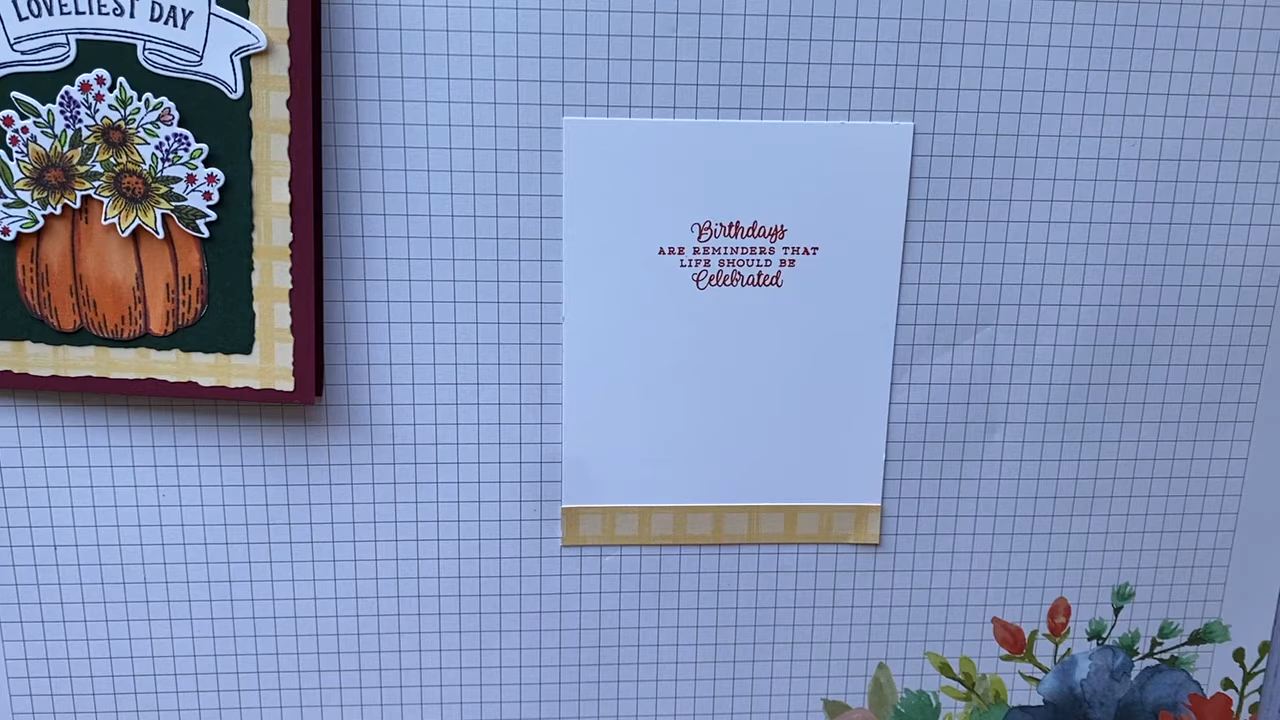 LOVELIEST DAY
Birthdays
ARE REMINDERS THAT
LIFE SHOULD BE
Celebrated